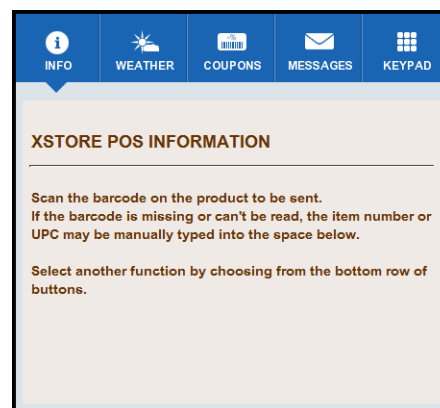 INFO WEATHER COUPONS MESSAGES KEYPAD
XSTORE POS INFORMATION
Scan the barcode on the product to be sent.
If the barcode is missing or can't be read, the item number or
UPC may be manually typed into the space below.
Select another function by choosing from the bottom row of
buttons.